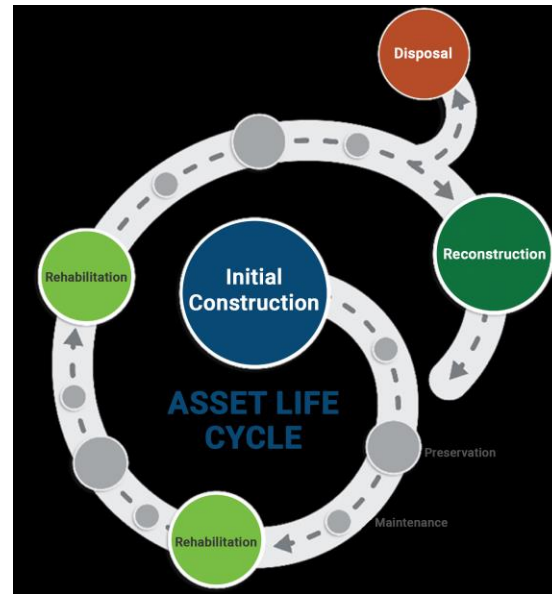 Disposal
Rehabilitation
Initial
Construction
Reconstruction
ASSET LIFE
CYCLE
Preservation
Maintenance
Rehabilitation